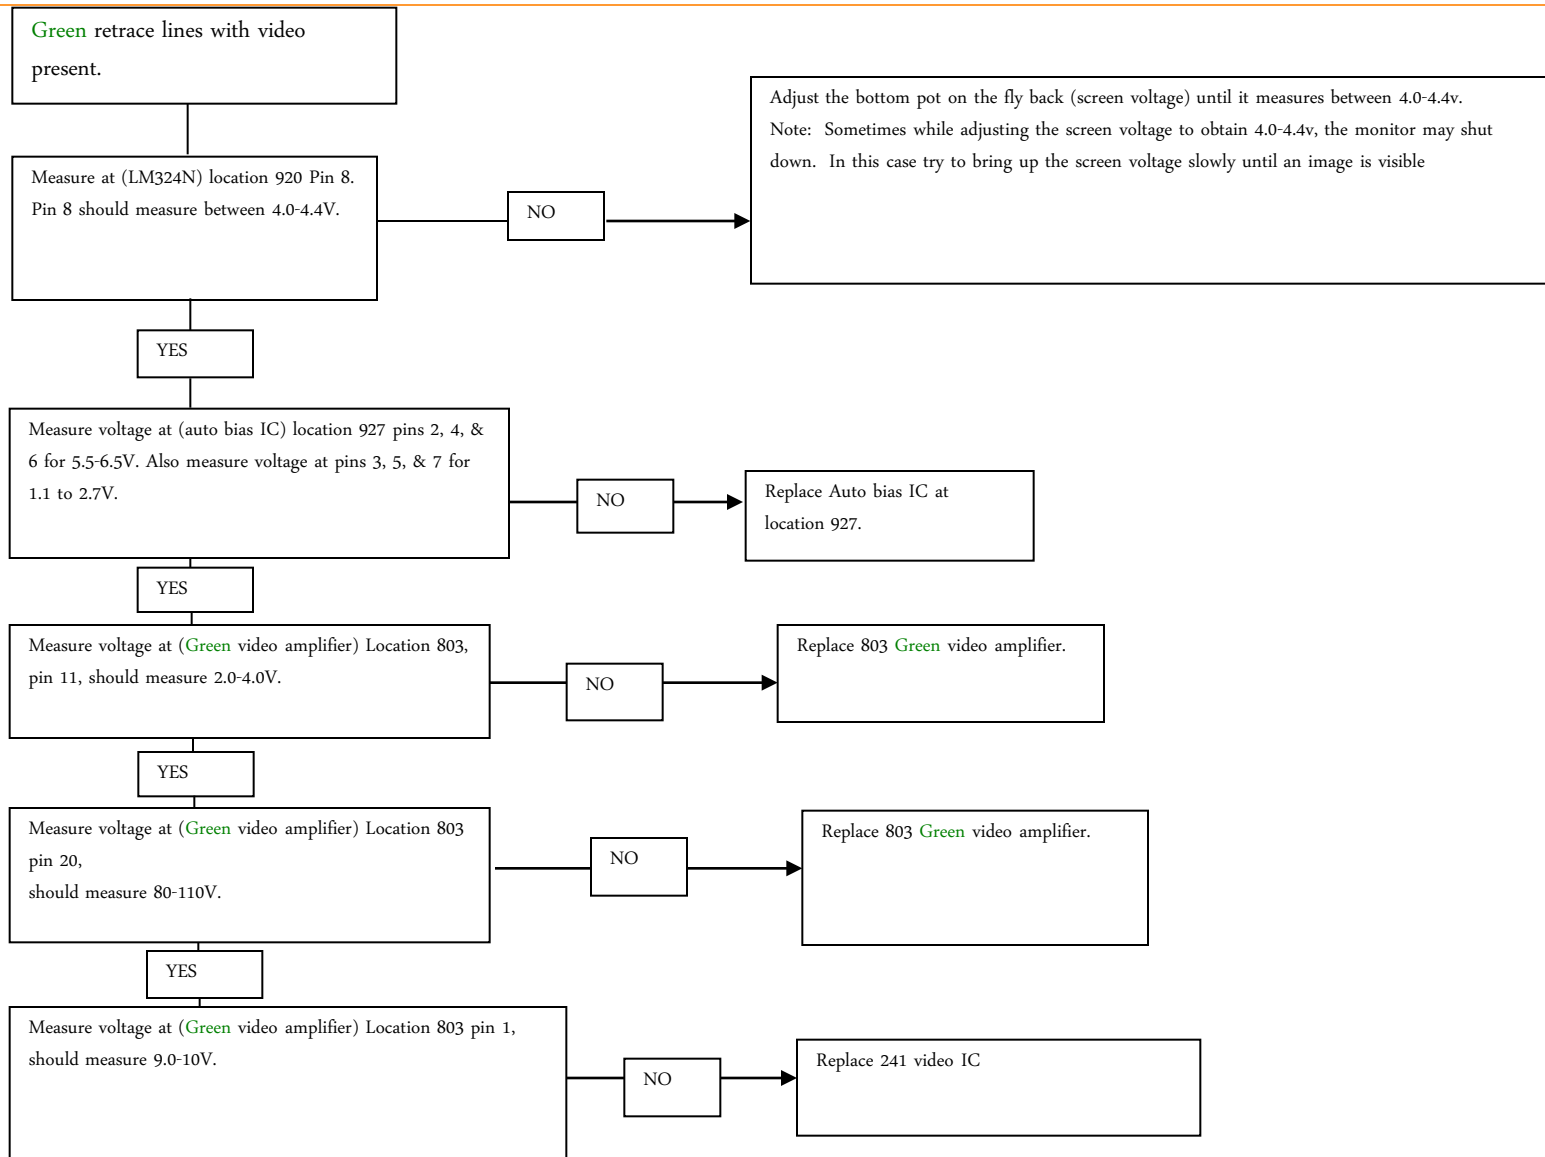 Green retrace lines with video
present.
Adjust the bottom pot on the fly back (screen voltage) until it measures between 4.0-4.4v.
Note: Sometimes while adjusting the screen voltage to obtain 4.0-4.4v, the monitor may shut
down. In this case try to bring up the screen voltage slowly until an image is visible
Measure at (LM324N) location 920 Pin 8.
Pin 8 should measure between 4.0-4.4V.
NO
YES
Measure voltage at (auto bias IC) location 927 pins 2, 4, &
6 for 5.5-6.5V. Also measure voltage at pins 3, 5, & 7 for
1.1 to 2.7V.
NO
Replace Auto bias IC at
location 927.
YES
Measure voltage at (Green video amplifier) Location 803,
pin 11, should measure 2.0-4.0V.
NO
Replace 803 Green video amplifier.
YES
Measure voltage at (Green video amplifier) Location 803
pin 20,
should measure 80-110V.
NO
Replace 803 Green video amplifier.
YES
Measure voltage at (Green video amplifier) Location 803 pin 1,
should measure 9.0-10V.
NO
Replace 241 video IC